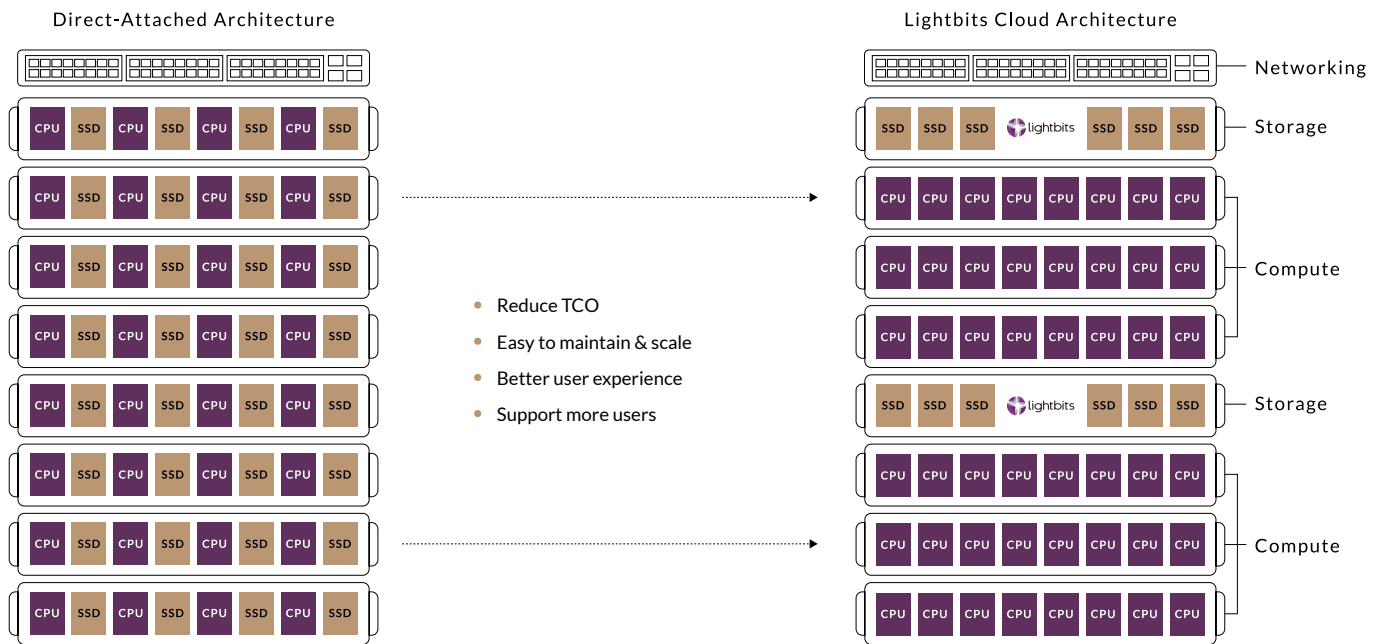 Direct-Attached Architecture
Lightbits Cloud Architecture
Networking
CPU SSD CPU SSD CPU SSD CPU SSD
SSD SSD SSD lightbits SSD SSD SSD
Storage
CPU SSD CPU SSD CPU SSD CPU SSD
CPU CPU CPU CPU CPU CPU CPU CPU
CPU SSD CPU SSD CPU SSD CPU SSD
CPU CPU CPU CPU CPU CPU CPU CPU
Compute
CPU SSD CPU SSD CPU SSD CPU SSD
CPU CPU CPU CPU CPU CPU CPU CPU
Reduce TCO
Easy to maintain & scale
Better user experience
Support more users
CPU SSD CPU SSD CPU SSD CPU SSD
SSD SSD SSD lightbits SSD SSD SSD
Storage
CPU SSD CPU SSD CPU SSD CPU SSD
CPU CPU CPU CPU CPU CPU CPU CPU
CPU SSD CPU SSD CPU SSD CPU SSD
CPU CPU CPU CPU CPU CPU CPU CPU
Compute
CPU SSD CPU SSD CPU SSD CPU SSD
CPU CPU CPU CPU CPU CPU CPU CPU